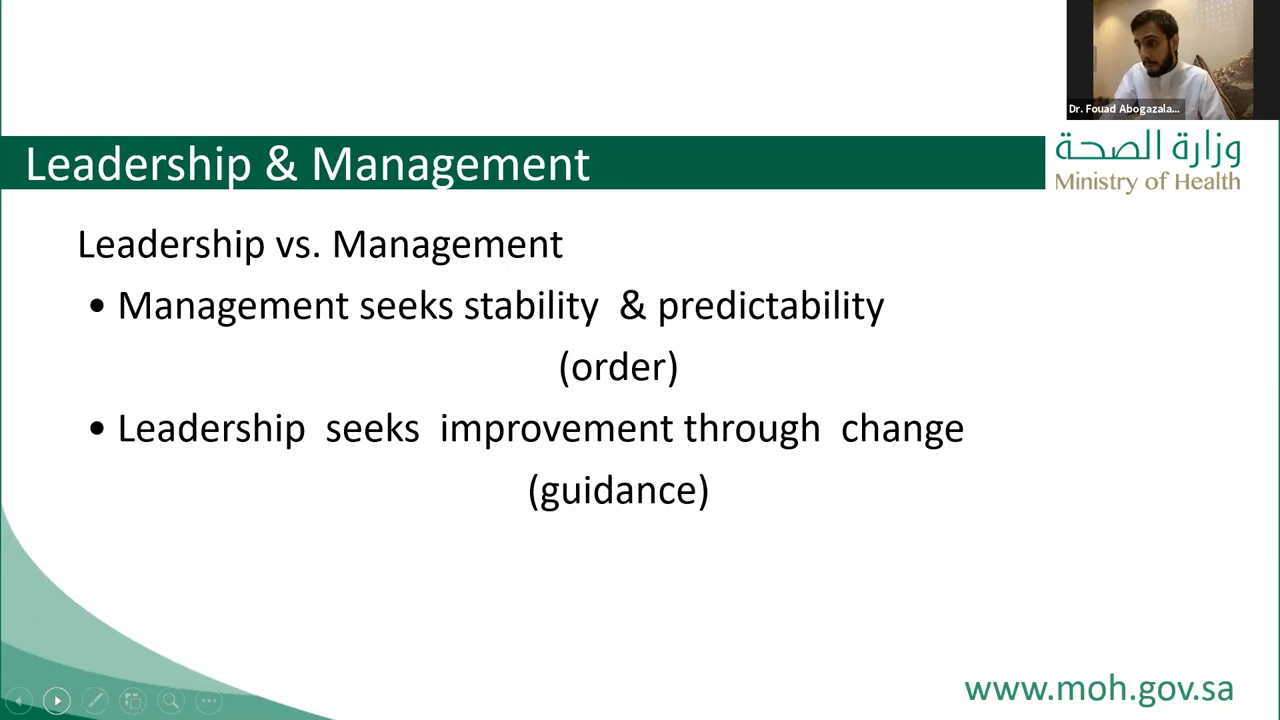 Dr. Fouad Abogazala...
Leadership & Management
وزارة الصحة
Ministry of Health
Leadership vs. Management
• Management seeks stability & predictability
(order)
• Leadership seeks improvement through change
(guidance)
www.moh.gov.sa